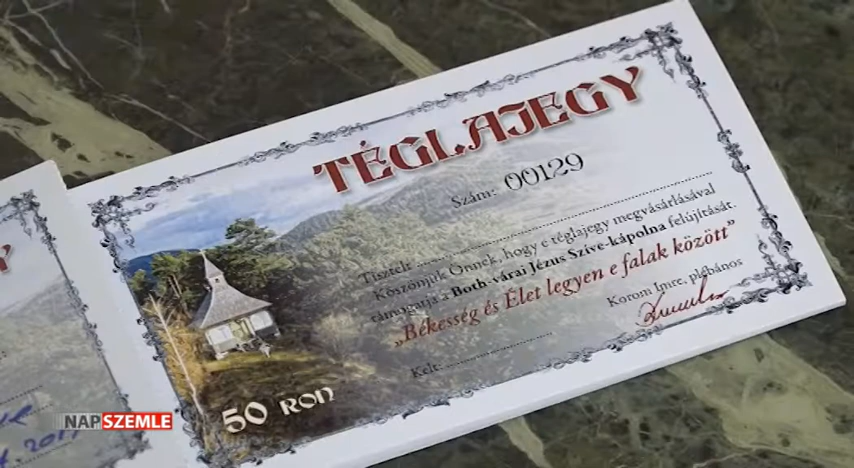 TÉGLAJEGY
Szám: 00129
Tisztelt
Köszönjük Önnek, hogy e téglajegy megvásárlásával
támogatja a Both-várai Jézus Szíve-kápolna felújítását.
„Békesség és Élet legyen e falak között”
Korom Imre, plébános
Kelt:
50 RON
NAPSZEMLE